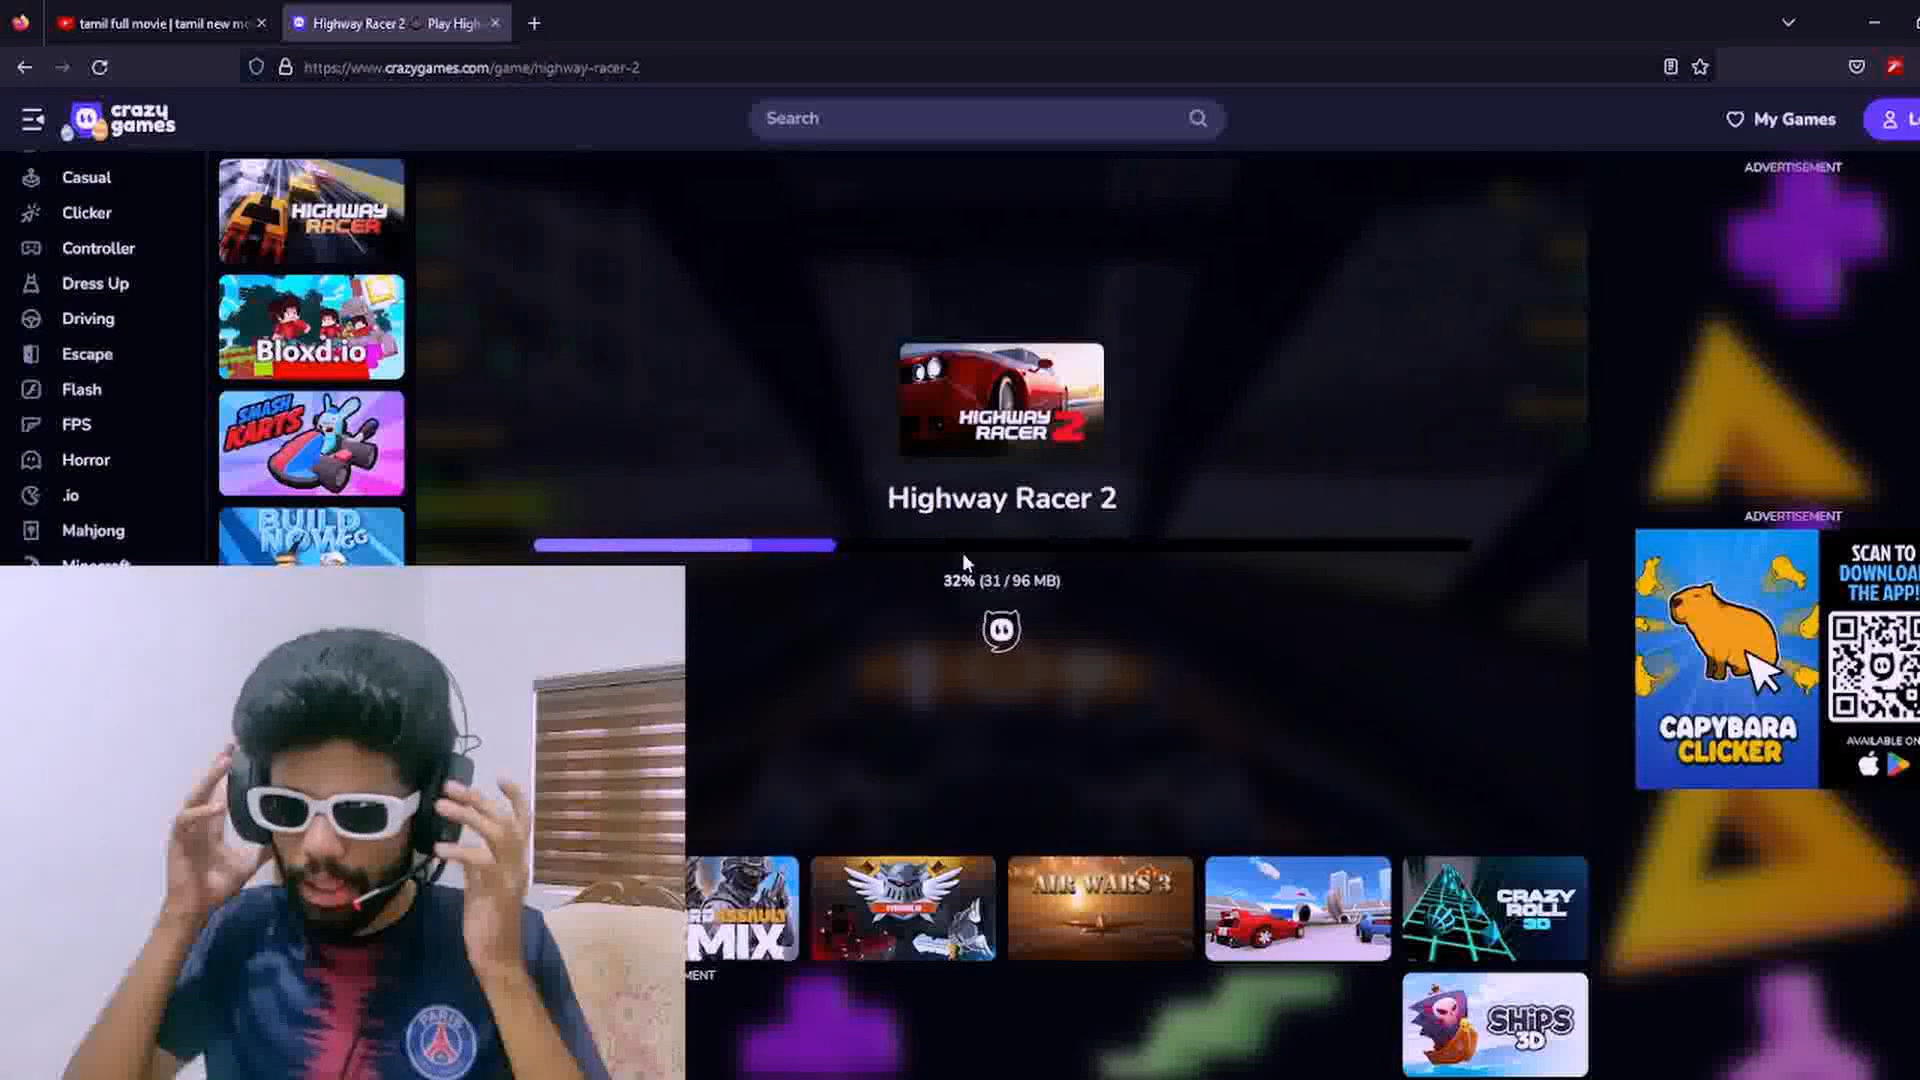 tamil full movie | tamil new mo
Highway Racer 2
Play High
https://www.crazygames.com/game/highway-racer-2
crazy
games
Search
My Games
Casual
Clicker
Controller
Dress Up
Driving
Escape
Flash
FPS
Horror
.io
Mahjong
HIGHWAY
RACER
Bloxd.io
SMASH
KARTS
BUILD
NOW GG
HIGHWAY
RACER 2
Highway Racer 2
32% (31 / 96 MB)
ADVERTISEMENT
ADVERTISEMENT
SCAN TO
DOWNLOA
THE APP!
CAPYBARA
CLICKER
AVAILABLE ON
MIX
AIR WARS 3
CRAZY
ROLL
3D
MENT
SHIPS
3D
PARIS